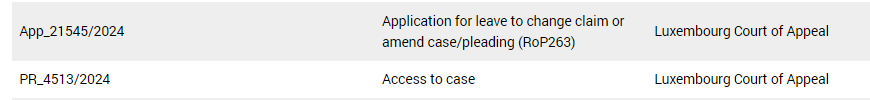 App_21545/2024
Application for leave to change claim or
amend case/pleading (RoP263)
Luxembourg Court of Appeal
PR_4513/2024
Access to case
Luxembourg Court of Appeal